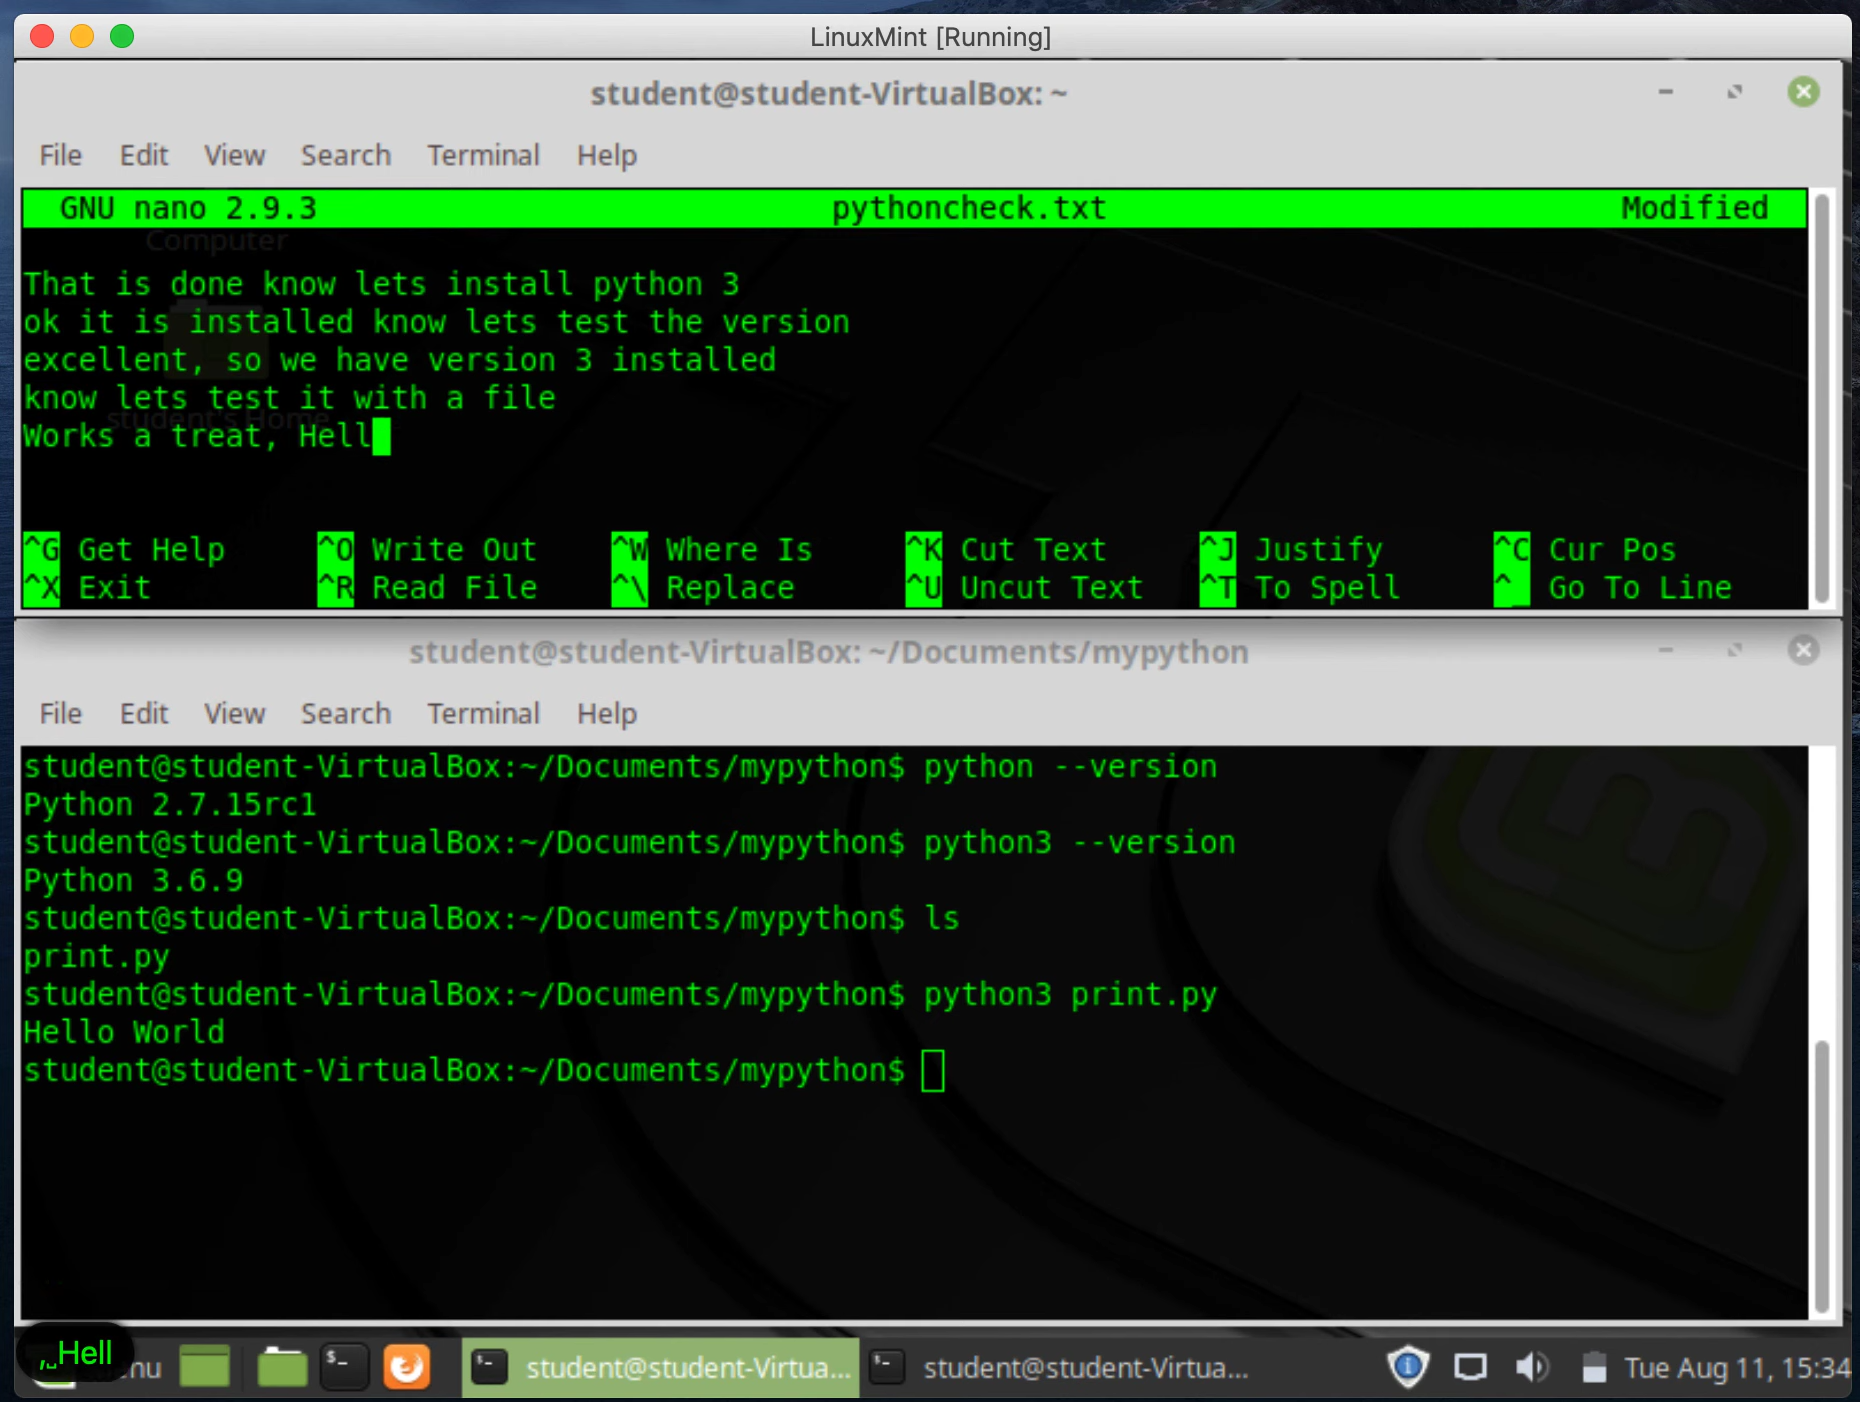 LinuxMint [Running]
student@student-VirtualBox: ~
File Edit View Search Terminal Help
GNU nano 2.9.3 pythoncheck.txt Modified
Computer
That is done know lets install python 3
ok it is installed know lets test the version
excellent, so we have version 3 installed
know lets test it with a file
student's Home
Works a treat, Hell
^G Get Help ^O Write Out ^W Where Is ^K Cut Text ^J Justify ^C Cur Pos
^X Exit ^R Read File ^\ Replace ^U Uncut Text ^T To Spell ^_ Go To Line
student@student-VirtualBox: ~/Documents/mypython
File Edit View Search Terminal Help
student@student-VirtualBox:~/Documents/mypython$ python --version
Python 2.7.15rc1
student@student-VirtualBox:~/Documents/mypython$ python3 --version
Python 3.6.9
student@student-VirtualBox:~/Documents/mypython$ ls
print.py
student@student-VirtualBox:~/Documents/mypython$ python3 print.py
Hello World
student@student-VirtualBox:~/Documents/mypython$
,␣Hell nu student@student-Virtua... student@student-Virtua... Tue Aug 11, 15:34